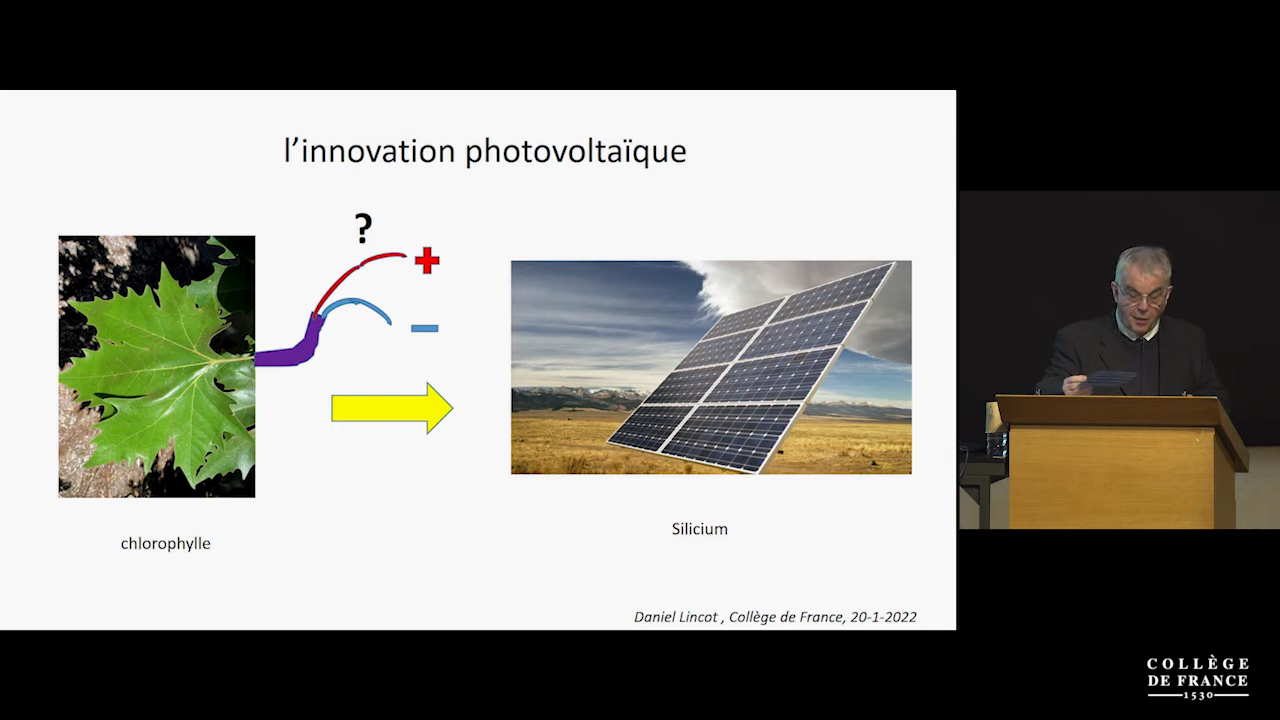 l’innovation photovoltaïque
?
+
−
chlorophylle
Silicium
Daniel Lincot , Collège de France, 20-1-2022
COLLÈGE
DE FRANCE
1530